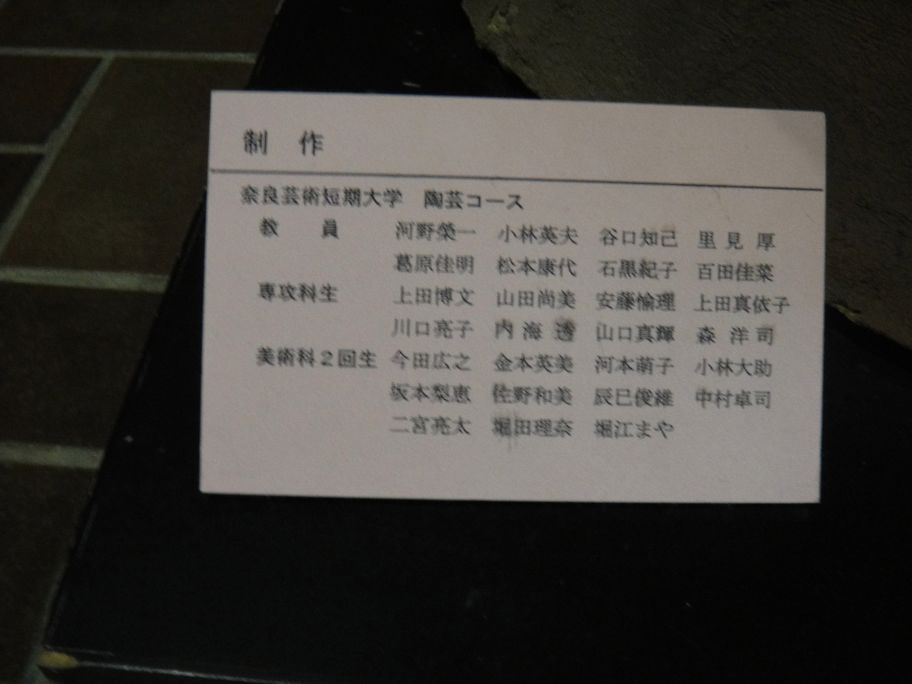 制 作
奈良芸術短期大学 陶芸コース
教 員 河野榮一 小林英夫 谷口知己 里見厚
葛原佳明 松本康代 石黒紀子 百田佳菜
専攻科生 上田博文 山田尚美 安藤愉理 上田真依子
川口亮子 内海透 山口真輝 森洋司
美術科2回生 今田広之 金本英美 河本萌子 小林大助
坂本梨恵 佐野和美 辰巳俊維 中村卓司
二宮亮太 堀田理奈 堀江まや